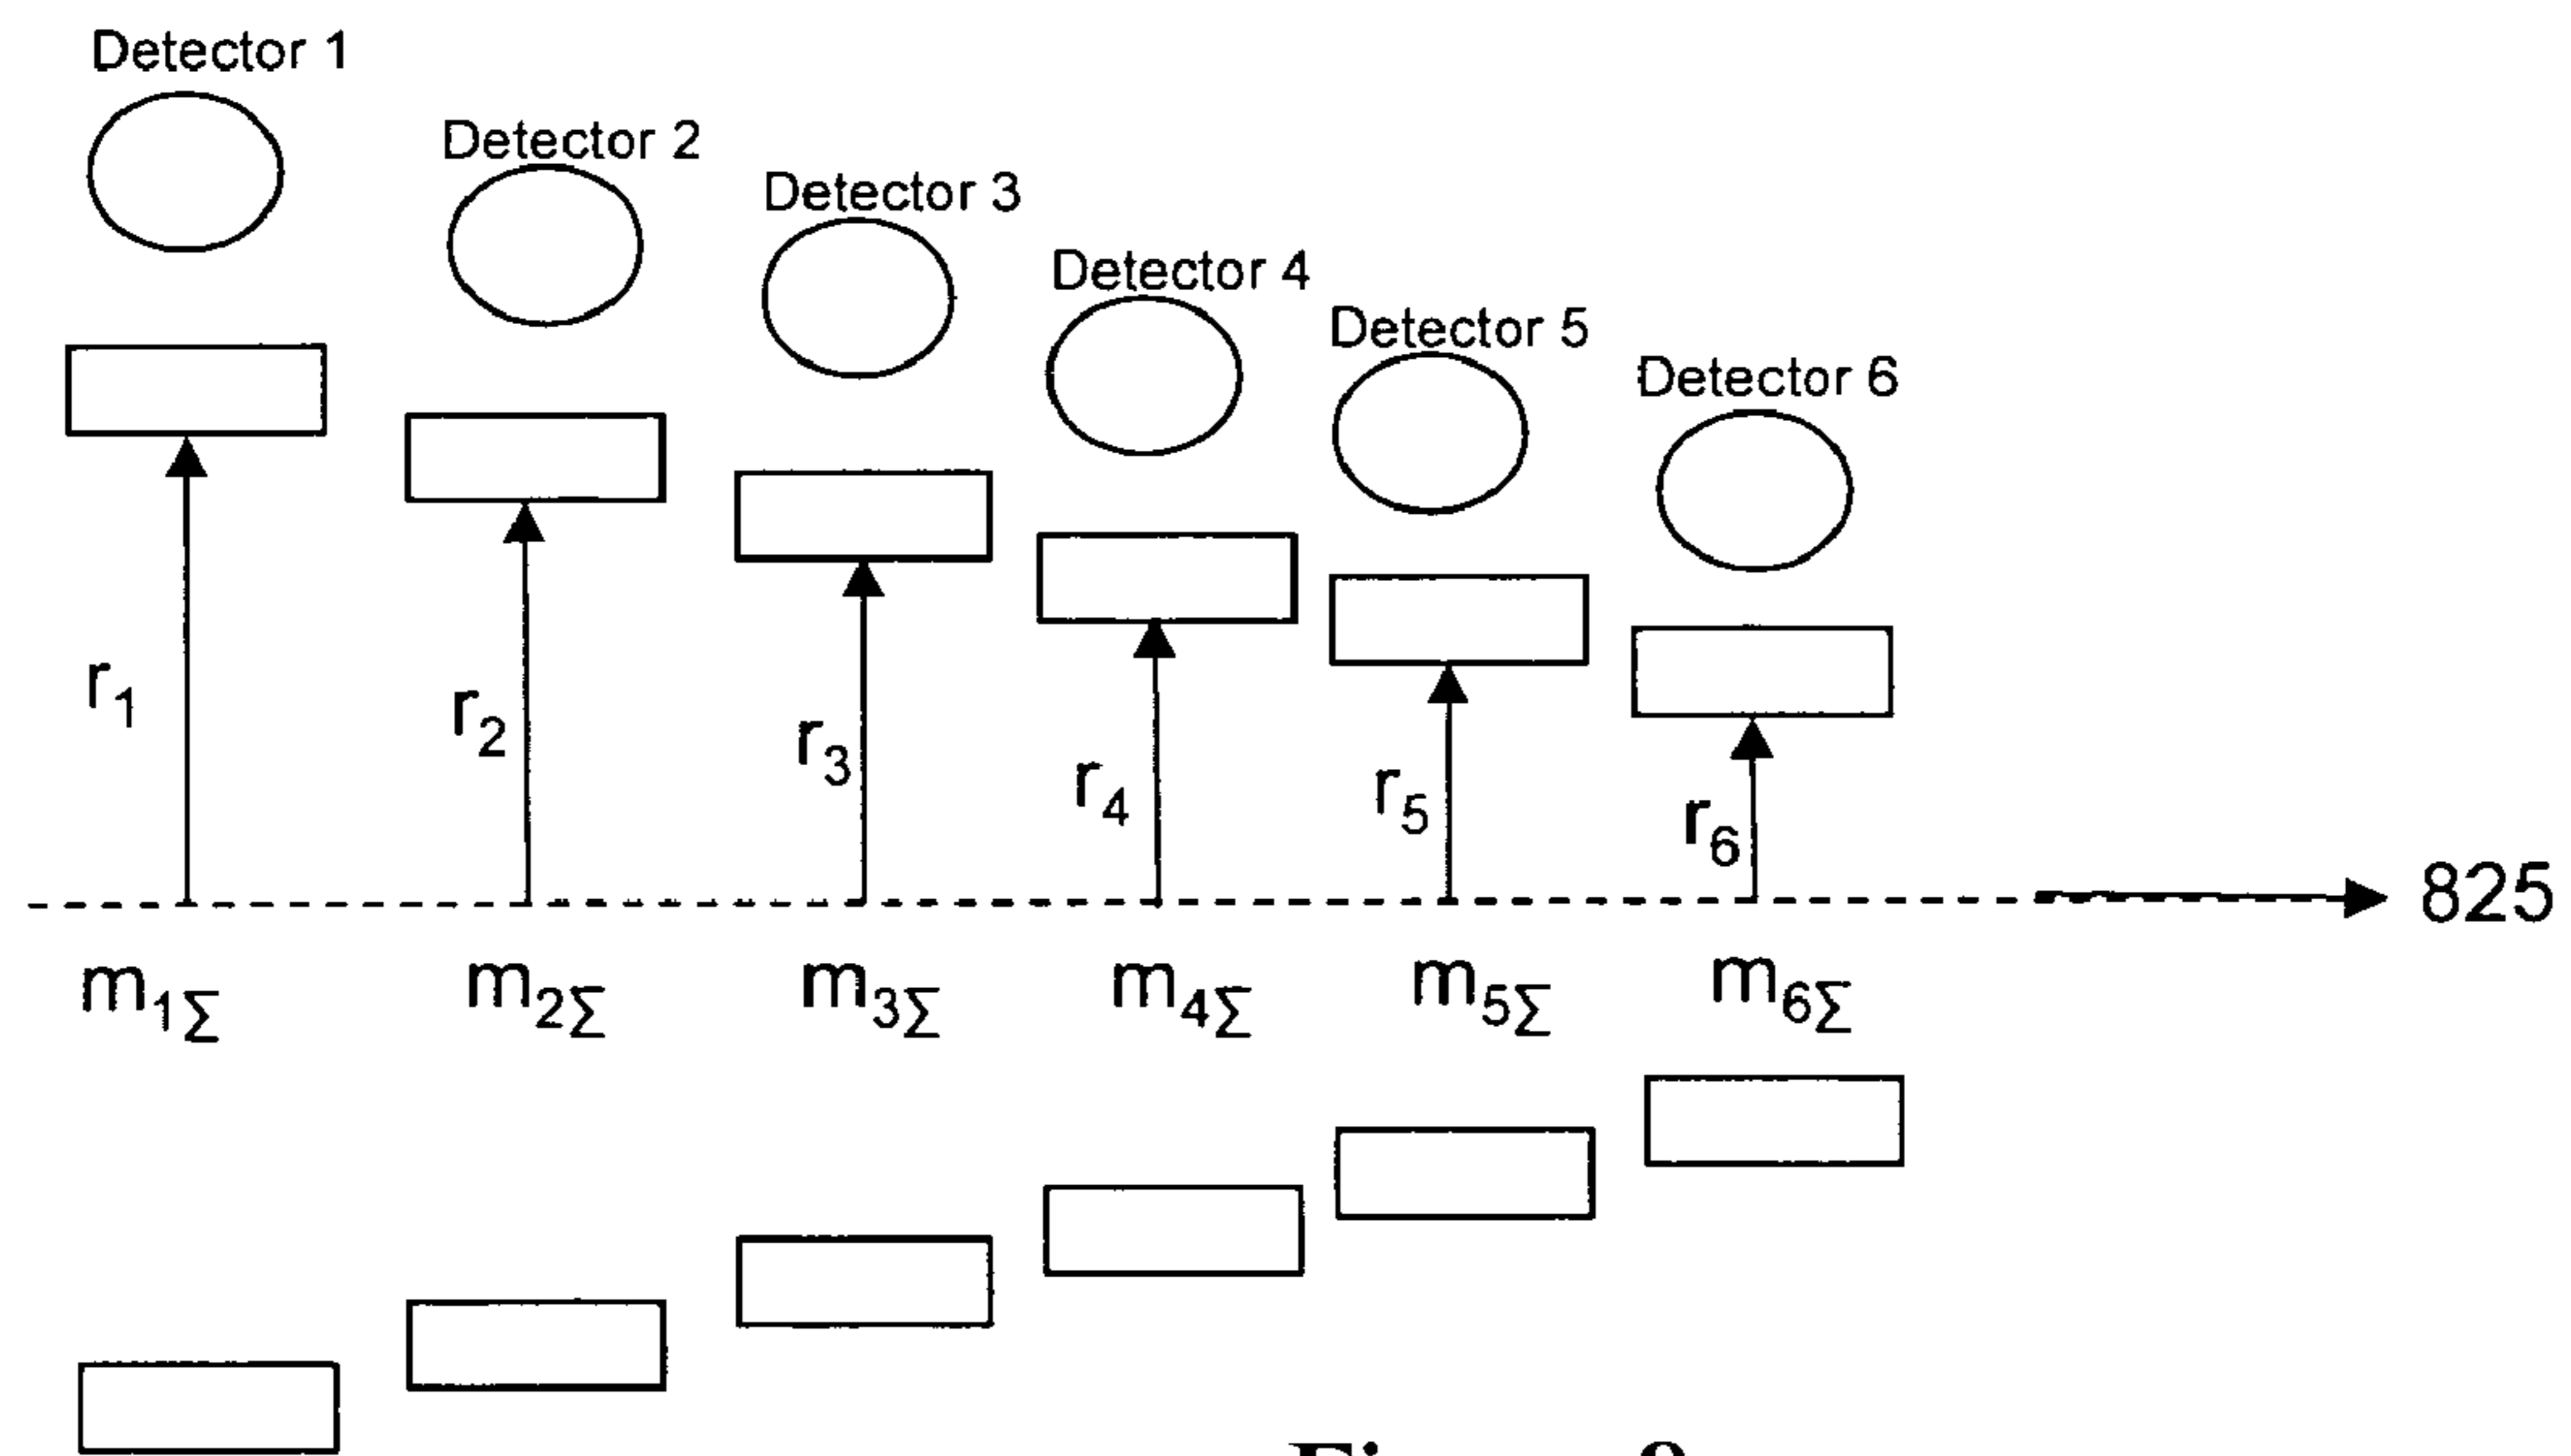 Detector 1
Detector 2
Detector 3
Detector 4
Detector 5
Detector 6
r1
r2
r3
r4
r5
r6
825
m1Σ m2Σ m3Σ m4Σ m5Σ m6Σ